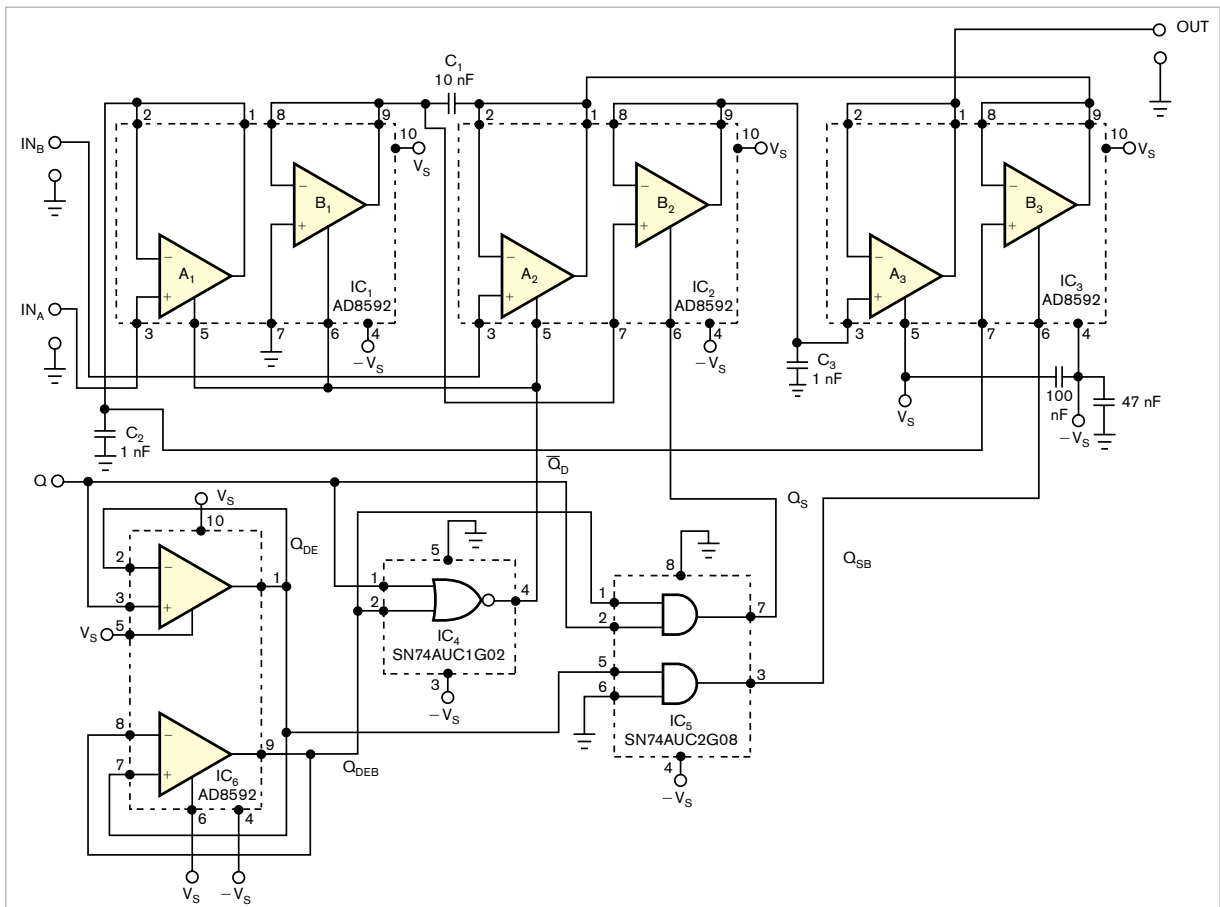 OUT
C1
10 nF
2 1 8 9 2 1 8 9 2 1 8 9
10
VS
10
VS
10
VS
INB
−
B1
+
−
B2
+
−
B3
+
−
A1
+
−
A2
+
−
A3
+
IC1
AD8592
IC2
AD8592
IC3
AD8592
INA
3 5 7 6 4 3 5 7 6 4 3 5 7 6 4
−VS
−VS
C3
1 nF
VS
100
nF
−VS
47 nF
C2
1 nF
Q̅D
Q
VS
10
QS
QDE
QSB
2
−
1
3
+
5
VS
5
1
2
4
IC4
SN74AUC1G02
3
−VS
8
1
2
7
5
6
3
IC5
SN74AUC2G08
4
−VS
8
−
9
7
+
QDEB
IC6
AD8592
6
4
VS
−VS